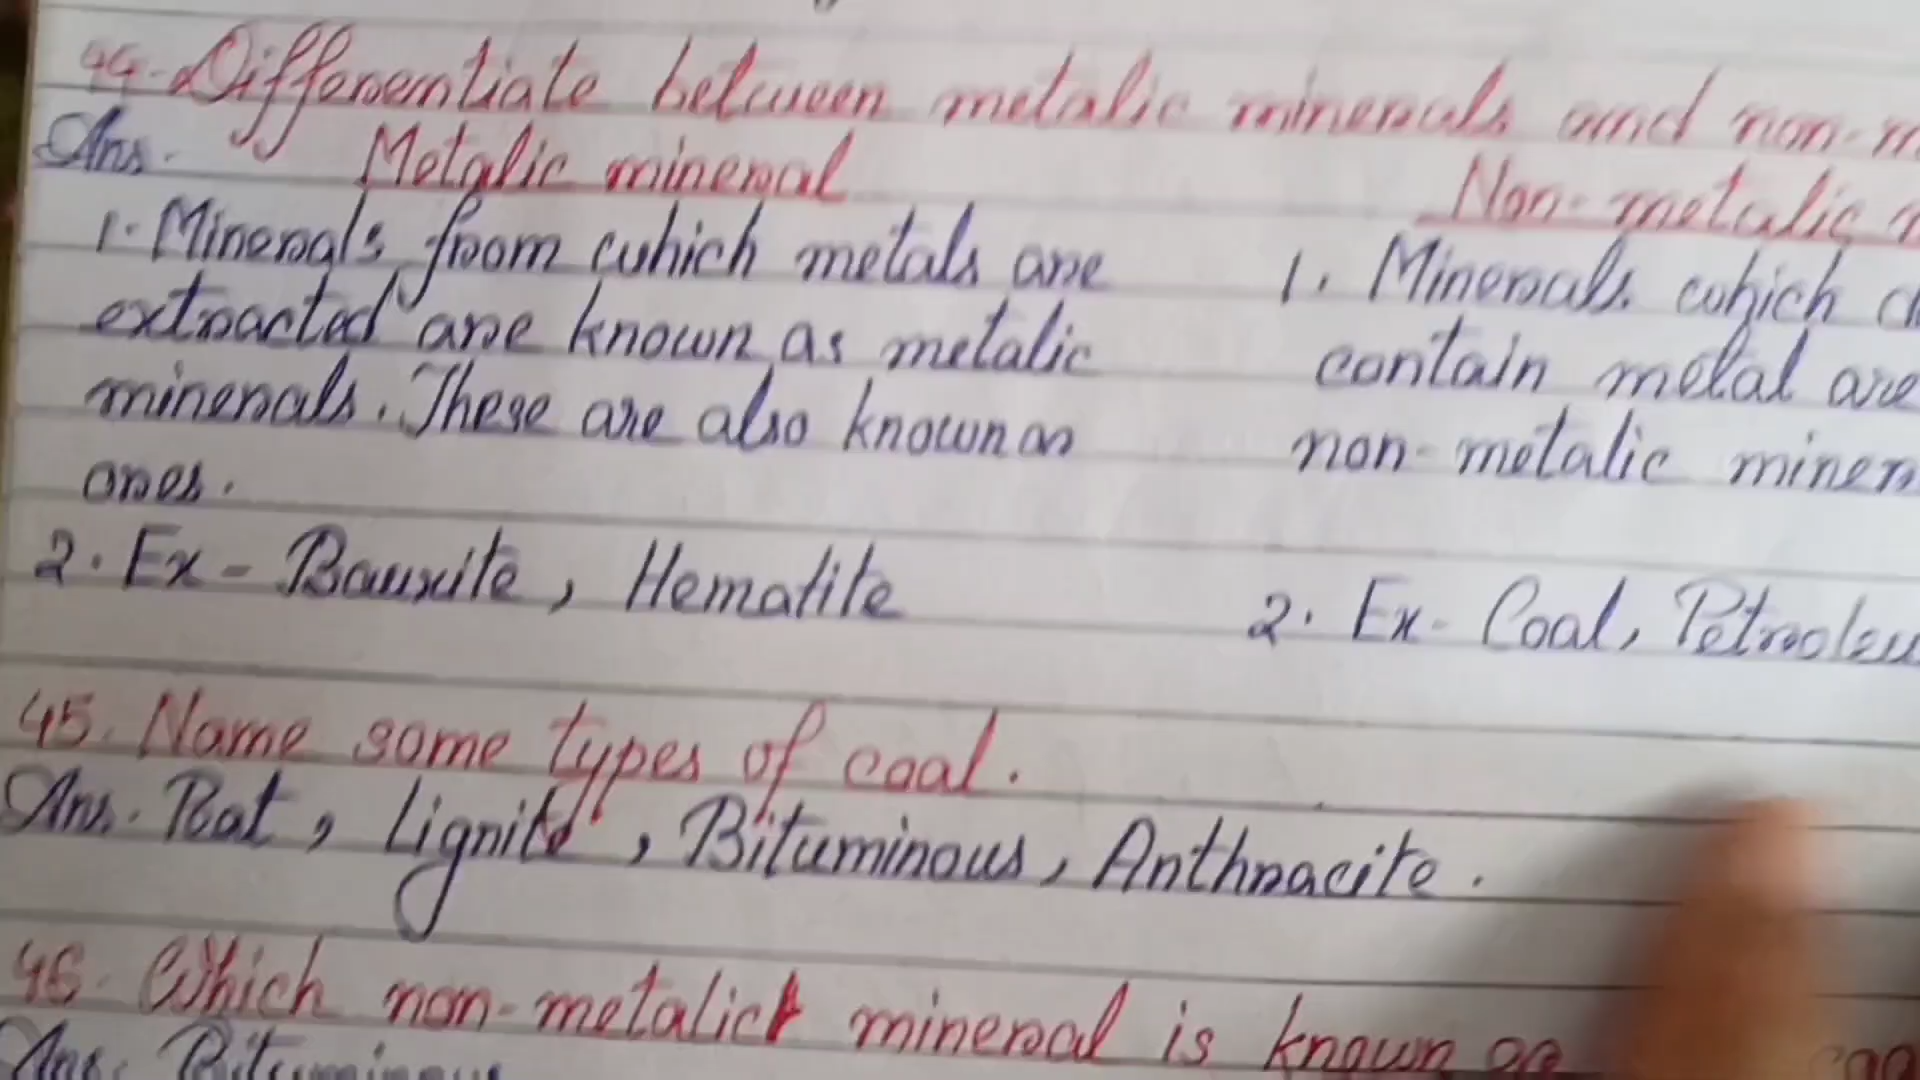 44. Differentiate between metalic minerals and
Ans. Metalic mineral Non-metalic
1. Minerals from which metals are
extracted are known as metalic
minerals. These are also known as
ores.
1. Minerals which
contain metal are
non-metalic
2. Ex - Bauxite, Hematite
2. Ex - Coal,
45. Name some types of coal.
Ans. Peat, Lignite, Bituminous, Anthracite.
46. Which non-metalic mineral is known as
Ans. Bituminous